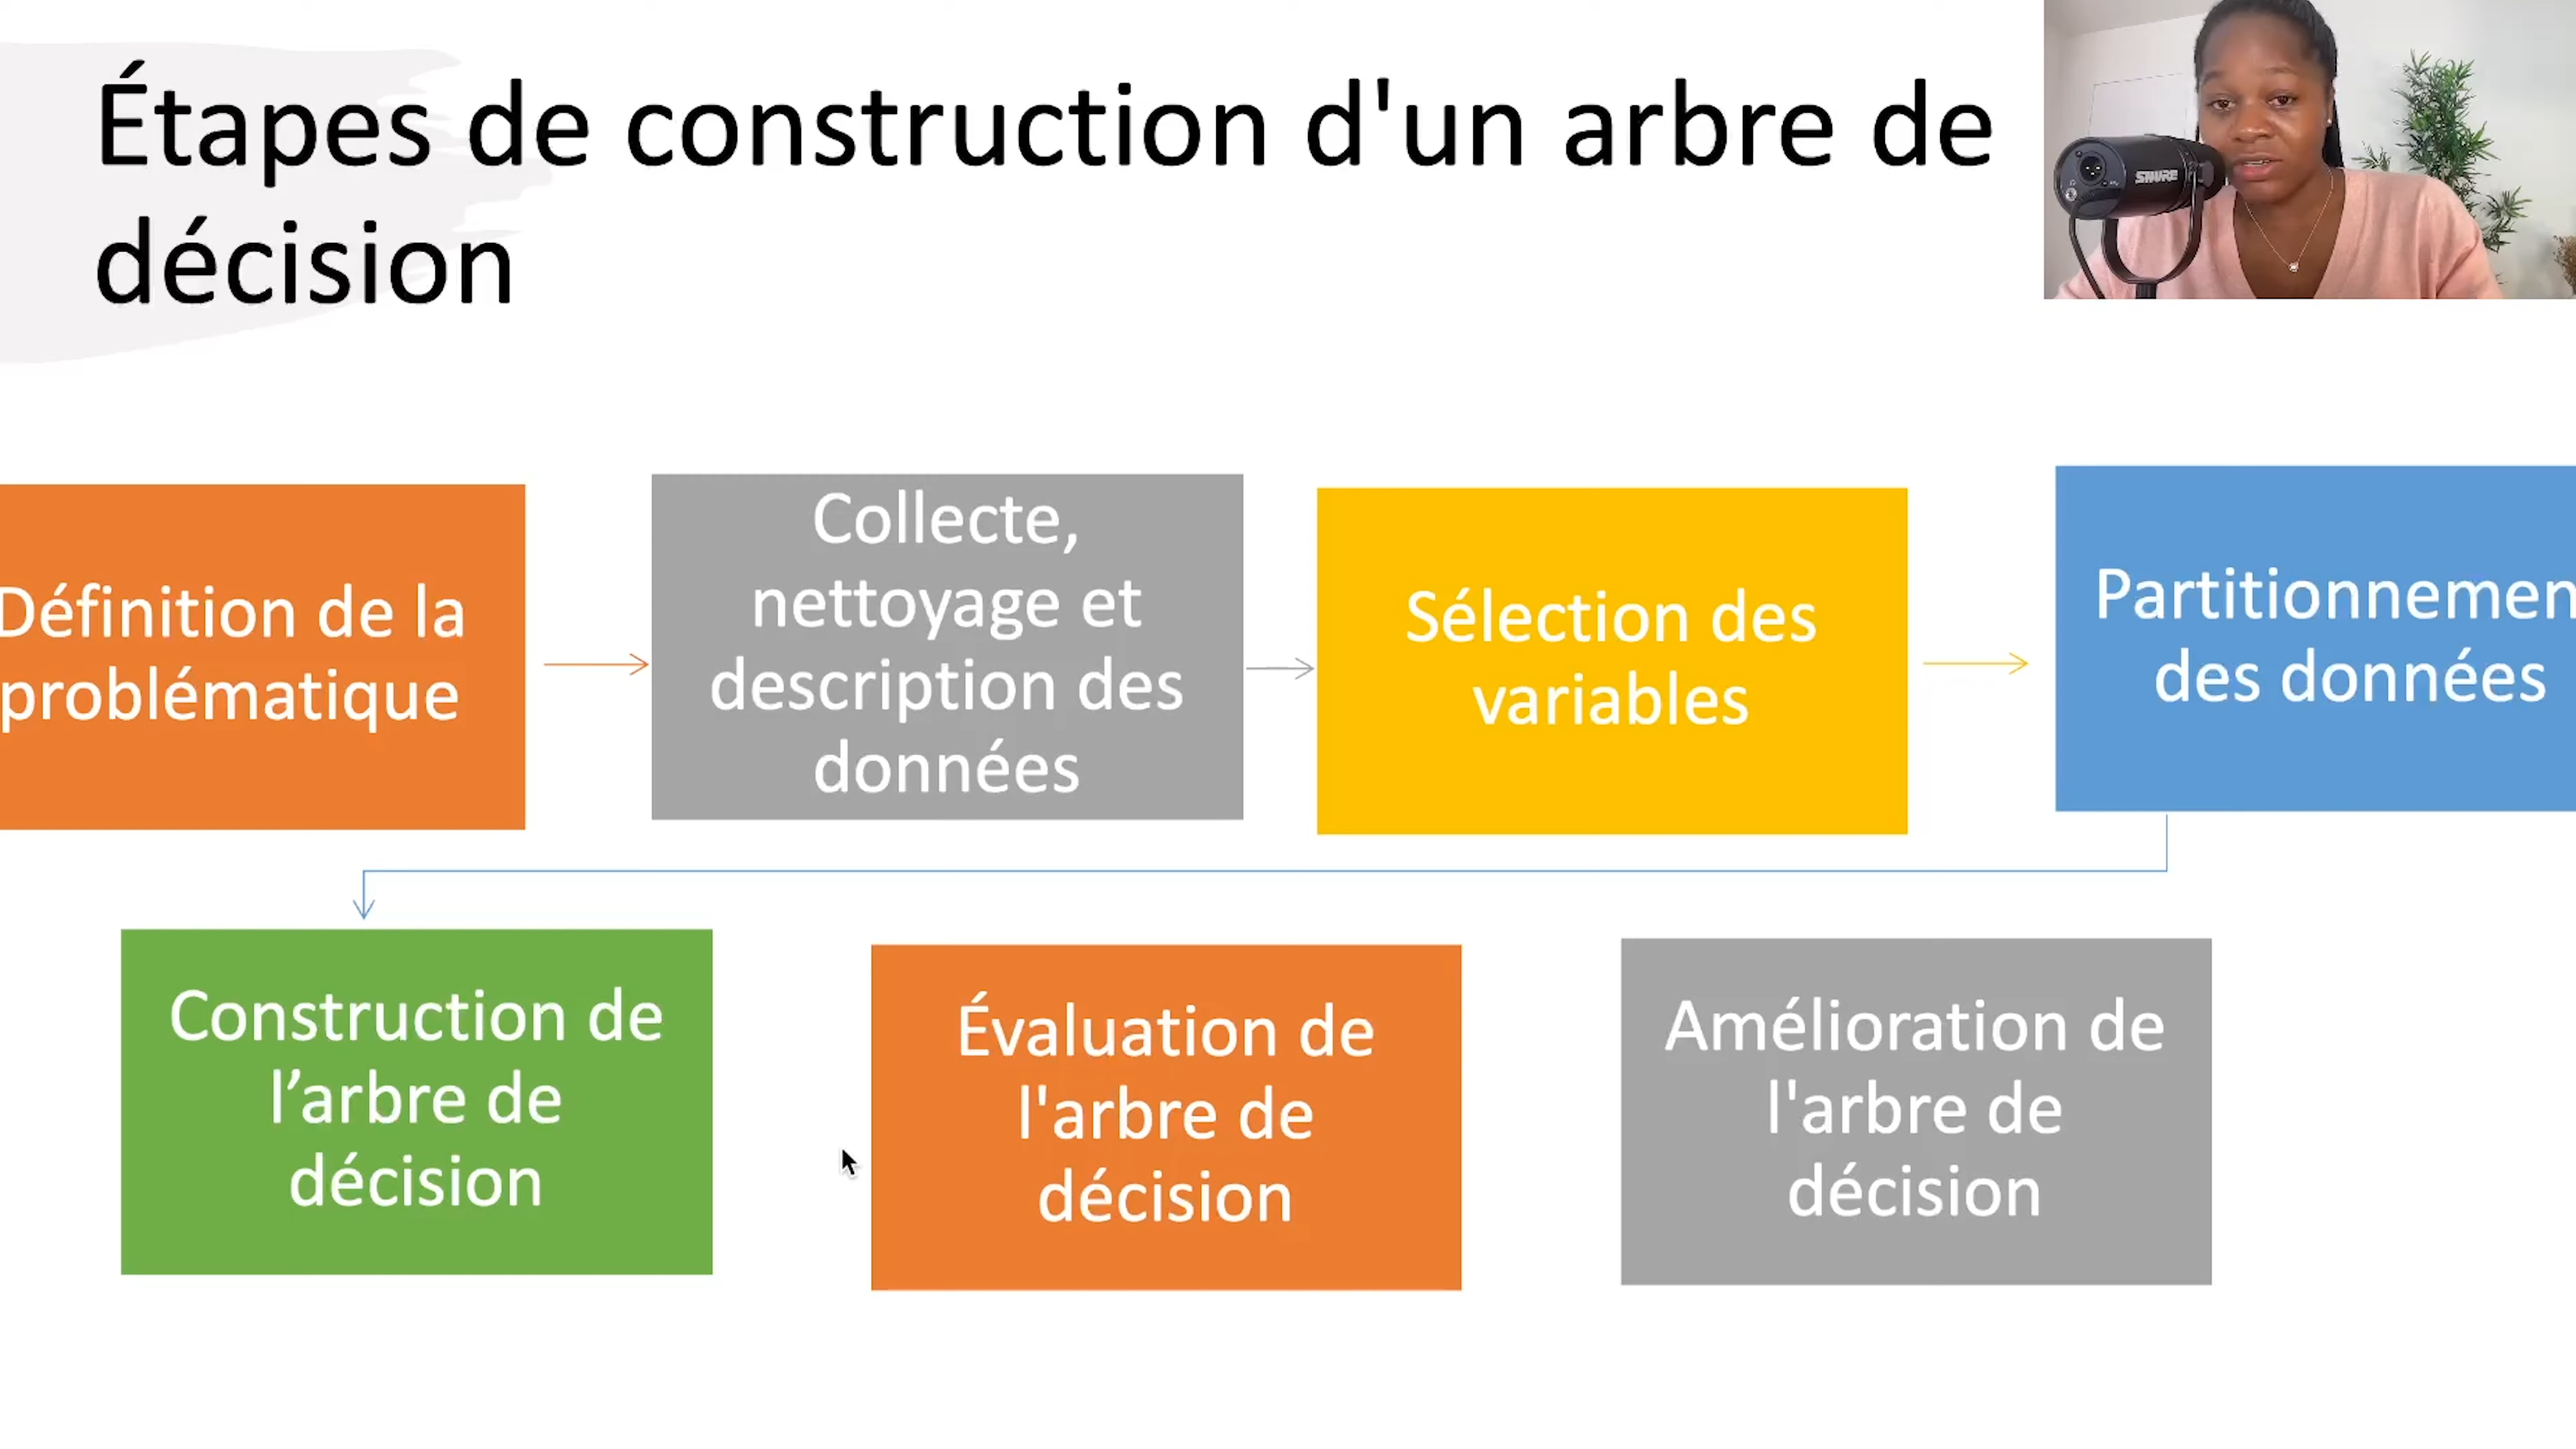 Étapes de construction d'un arbre de
décision
SHURE
Définition de la
problématique
Collecte,
nettoyage et
description des
données
Sélection des
variables
Partitionnemen
des données
Construction de
l’arbre de
décision
Évaluation de
l'arbre de
décision
Amélioration de
l'arbre de
décision